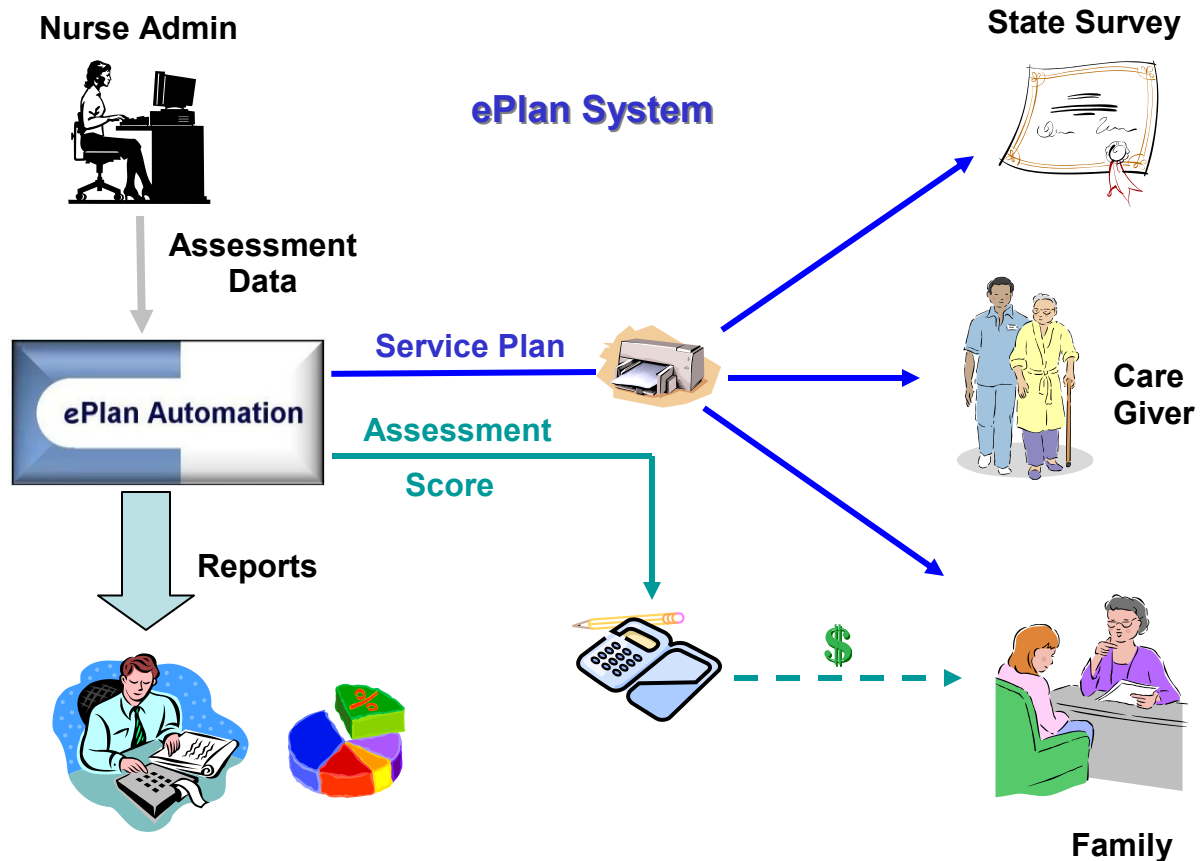 Nurse Admin
State Survey
ePlan System
Assessment
Data
Service Plan
ePlan Automation
Care
Giver
Assessment
Score
Reports
%
$
Family